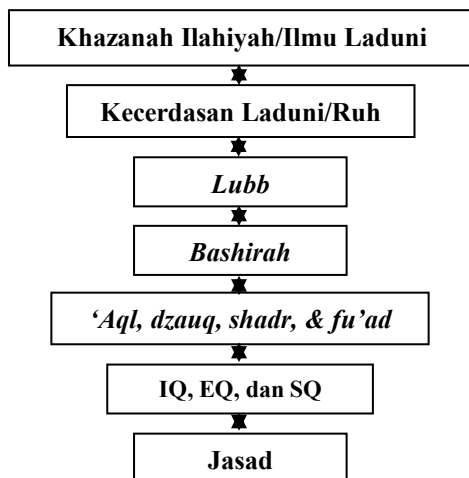 Khazanah Ilahiyah/Ilmu Laduni
Kecerdasan Laduni/Ruh
Lubb
Bashirah
‘Aql, dzauq, shadr, & fu’ad
IQ, EQ, dan SQ
Jasad